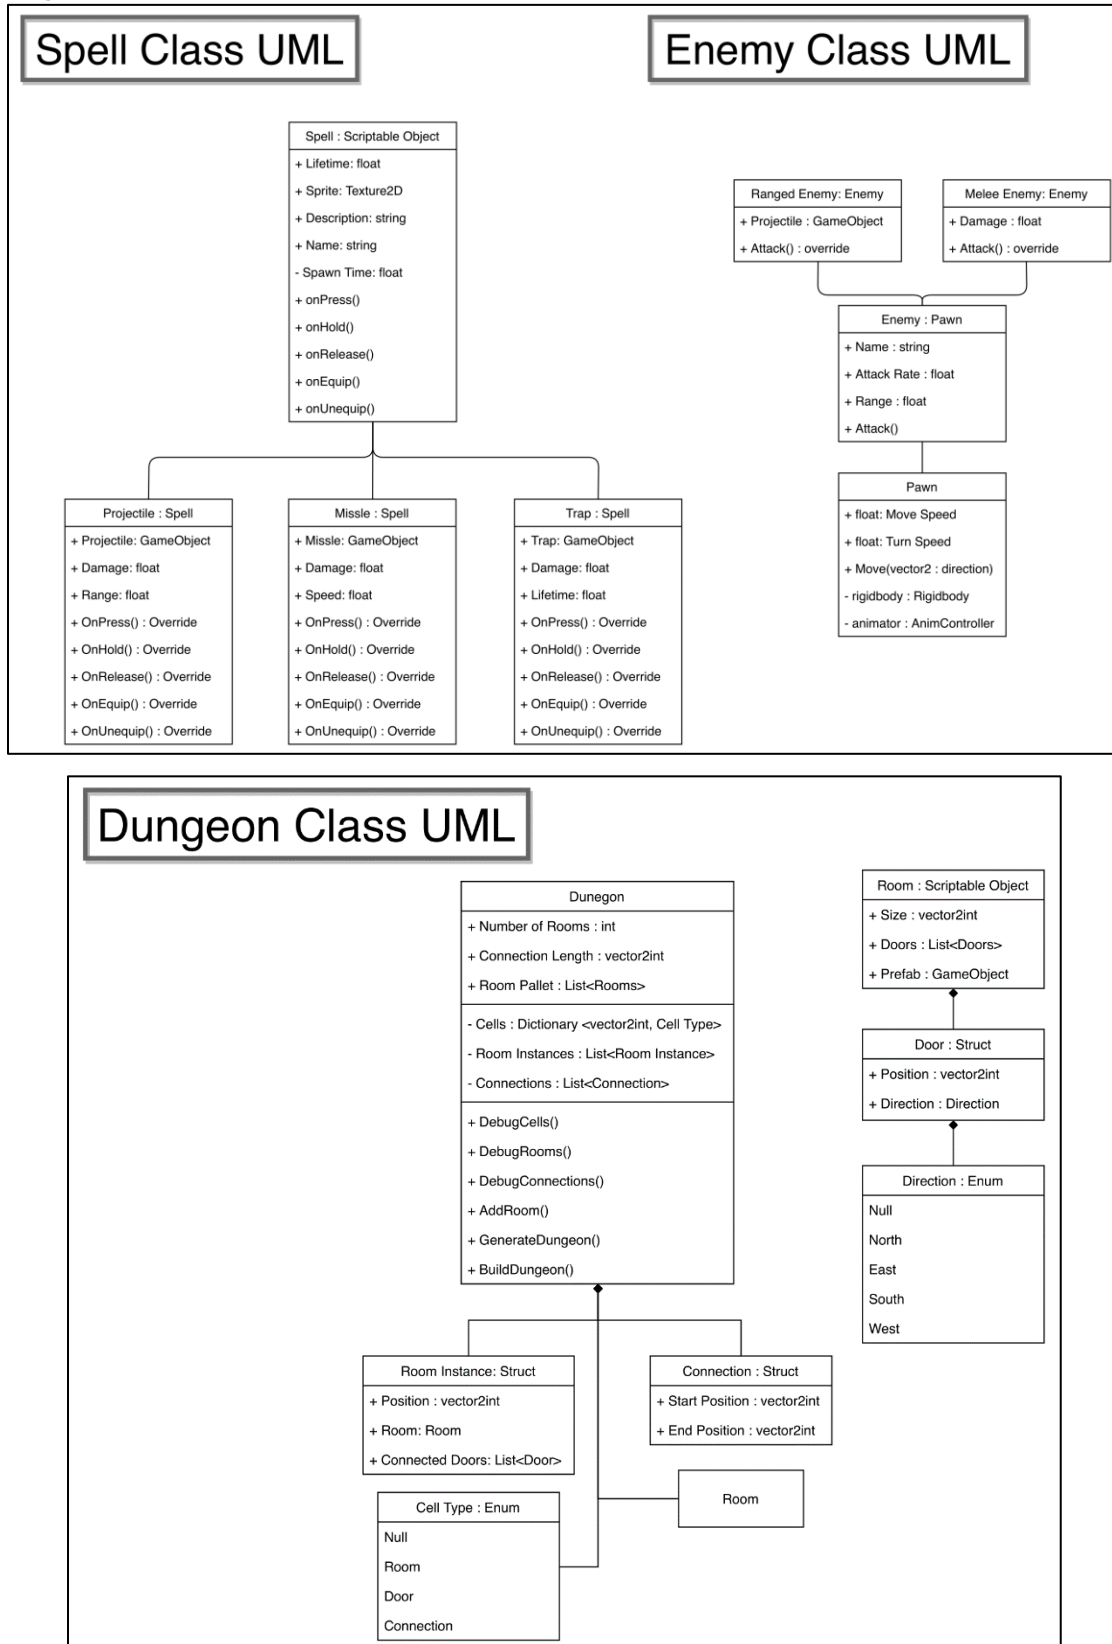 Spell Class UML
Enemy Class UML
Spell : Scriptable Object
+ Lifetime: float
+ Sprite: Texture2D
+ Description: string
+ Name: string
- Spawn Time: float
+ onPress()
+ onHold()
+ onRelease()
+ onEquip()
+ onUnequip()
Projectile : Spell
+ Projectile: GameObject
+ Damage: float
+ Range: float
+ OnPress() : Override
+ OnHold() : Override
+ OnRelease() : Override
+ OnEquip() : Override
+ OnUnequip() : Override
Missle : Spell
+ Missle: GameObject
+ Damage: float
+ Speed: float
+ OnPress() : Override
+ OnHold() : Override
+ OnRelease() : Override
+ OnEquip() : Override
+ OnUnequip() : Override
Trap : Spell
+ Trap: GameObject
+ Damage: float
+ Lifetime: float
+ OnPress() : Override
+ OnHold() : Override
+ OnRelease() : Override
+ OnEquip() : Override
+ OnUnequip() : Override
Ranged Enemy: Enemy
+ Projectile : GameObject
+ Attack() : override
Melee Enemy: Enemy
+ Damage : float
+ Attack() : override
Enemy : Pawn
+ Name : string
+ Attack Rate : float
+ Range : float
+ Attack()
Pawn
+ float: Move Speed
+ float: Turn Speed
+ Move(vector2 : direction)
- rigidbody : Rigidbody
- animator : AnimController
Dungeon Class UML
Dunegon
+ Number of Rooms : int
+ Connection Length : vector2int
+ Room Pallet : List<Rooms>
- Cells : Dictionary <vector2int, Cell Type>
- Room Instances : List<Room Instance>
- Connections : List<Connection>
+ DebugCells()
+ DebugRooms()
+ DebugConnections()
+ AddRoom()
+ GenerateDungeon()
+ BuildDungeon()
Room : Scriptable Object
+ Size : vector2int
+ Doors : List<Doors>
+ Prefab : GameObject
Door : Struct
+ Position : vector2int
+ Direction : Direction
Direction : Enum
Null
North
East
South
West
Room Instance: Struct
+ Position : vector2int
+ Room: Room
+ Connected Doors: List<Door>
Connection : Struct
+ Start Position : vector2int
+ End Position : vector2int
Room
Cell Type : Enum
Null
Room
Door
Connection